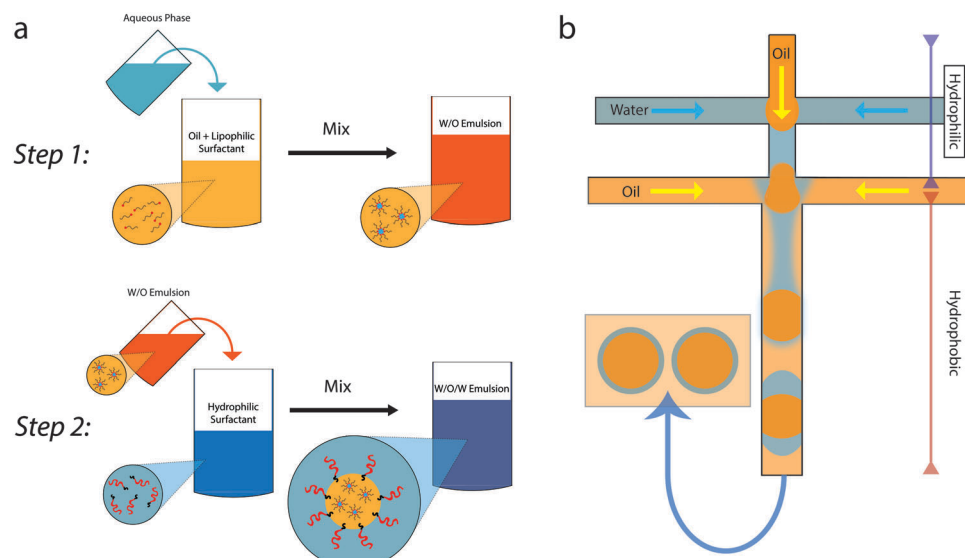 a
Aqueous Phase
Step 1:
Oil + Lipophilic
Surfactant
Mix
W/O Emulsion
W/O Emulsion
Step 2:
Hydrophilic
Surfactant
Mix
W/O/W Emulsion
b
Oil
Water
Oil
Hydrophilic
Hydrophobic